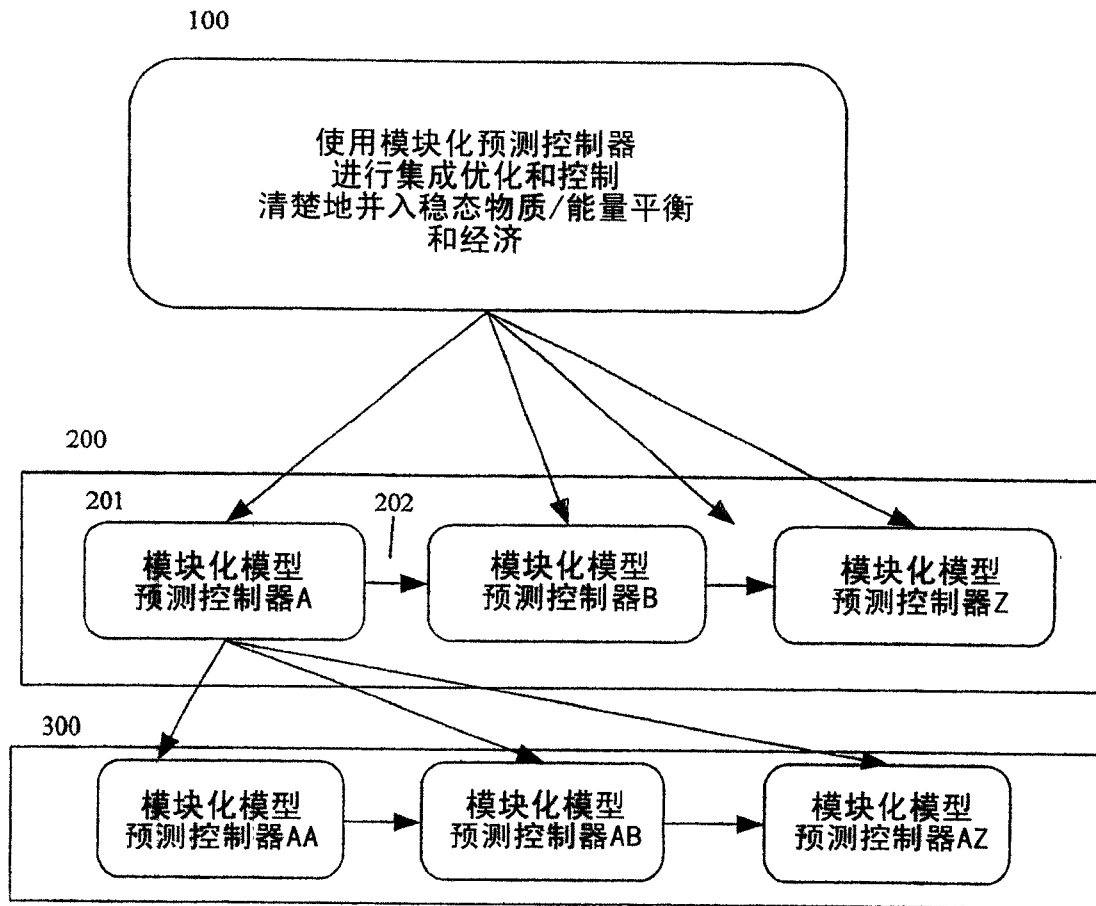 100
使用模块化预测控制器
进行集成优化和控制
清楚地并入稳态物质/能量平衡
和经济
200
201
202
模块化模型
预测控制器A
模块化模型
预测控制器B
模块化模型
预测控制器Z
300
模块化模型
预测控制器AA
模块化模型
预测控制器AB
模块化模型
预测控制器AZ